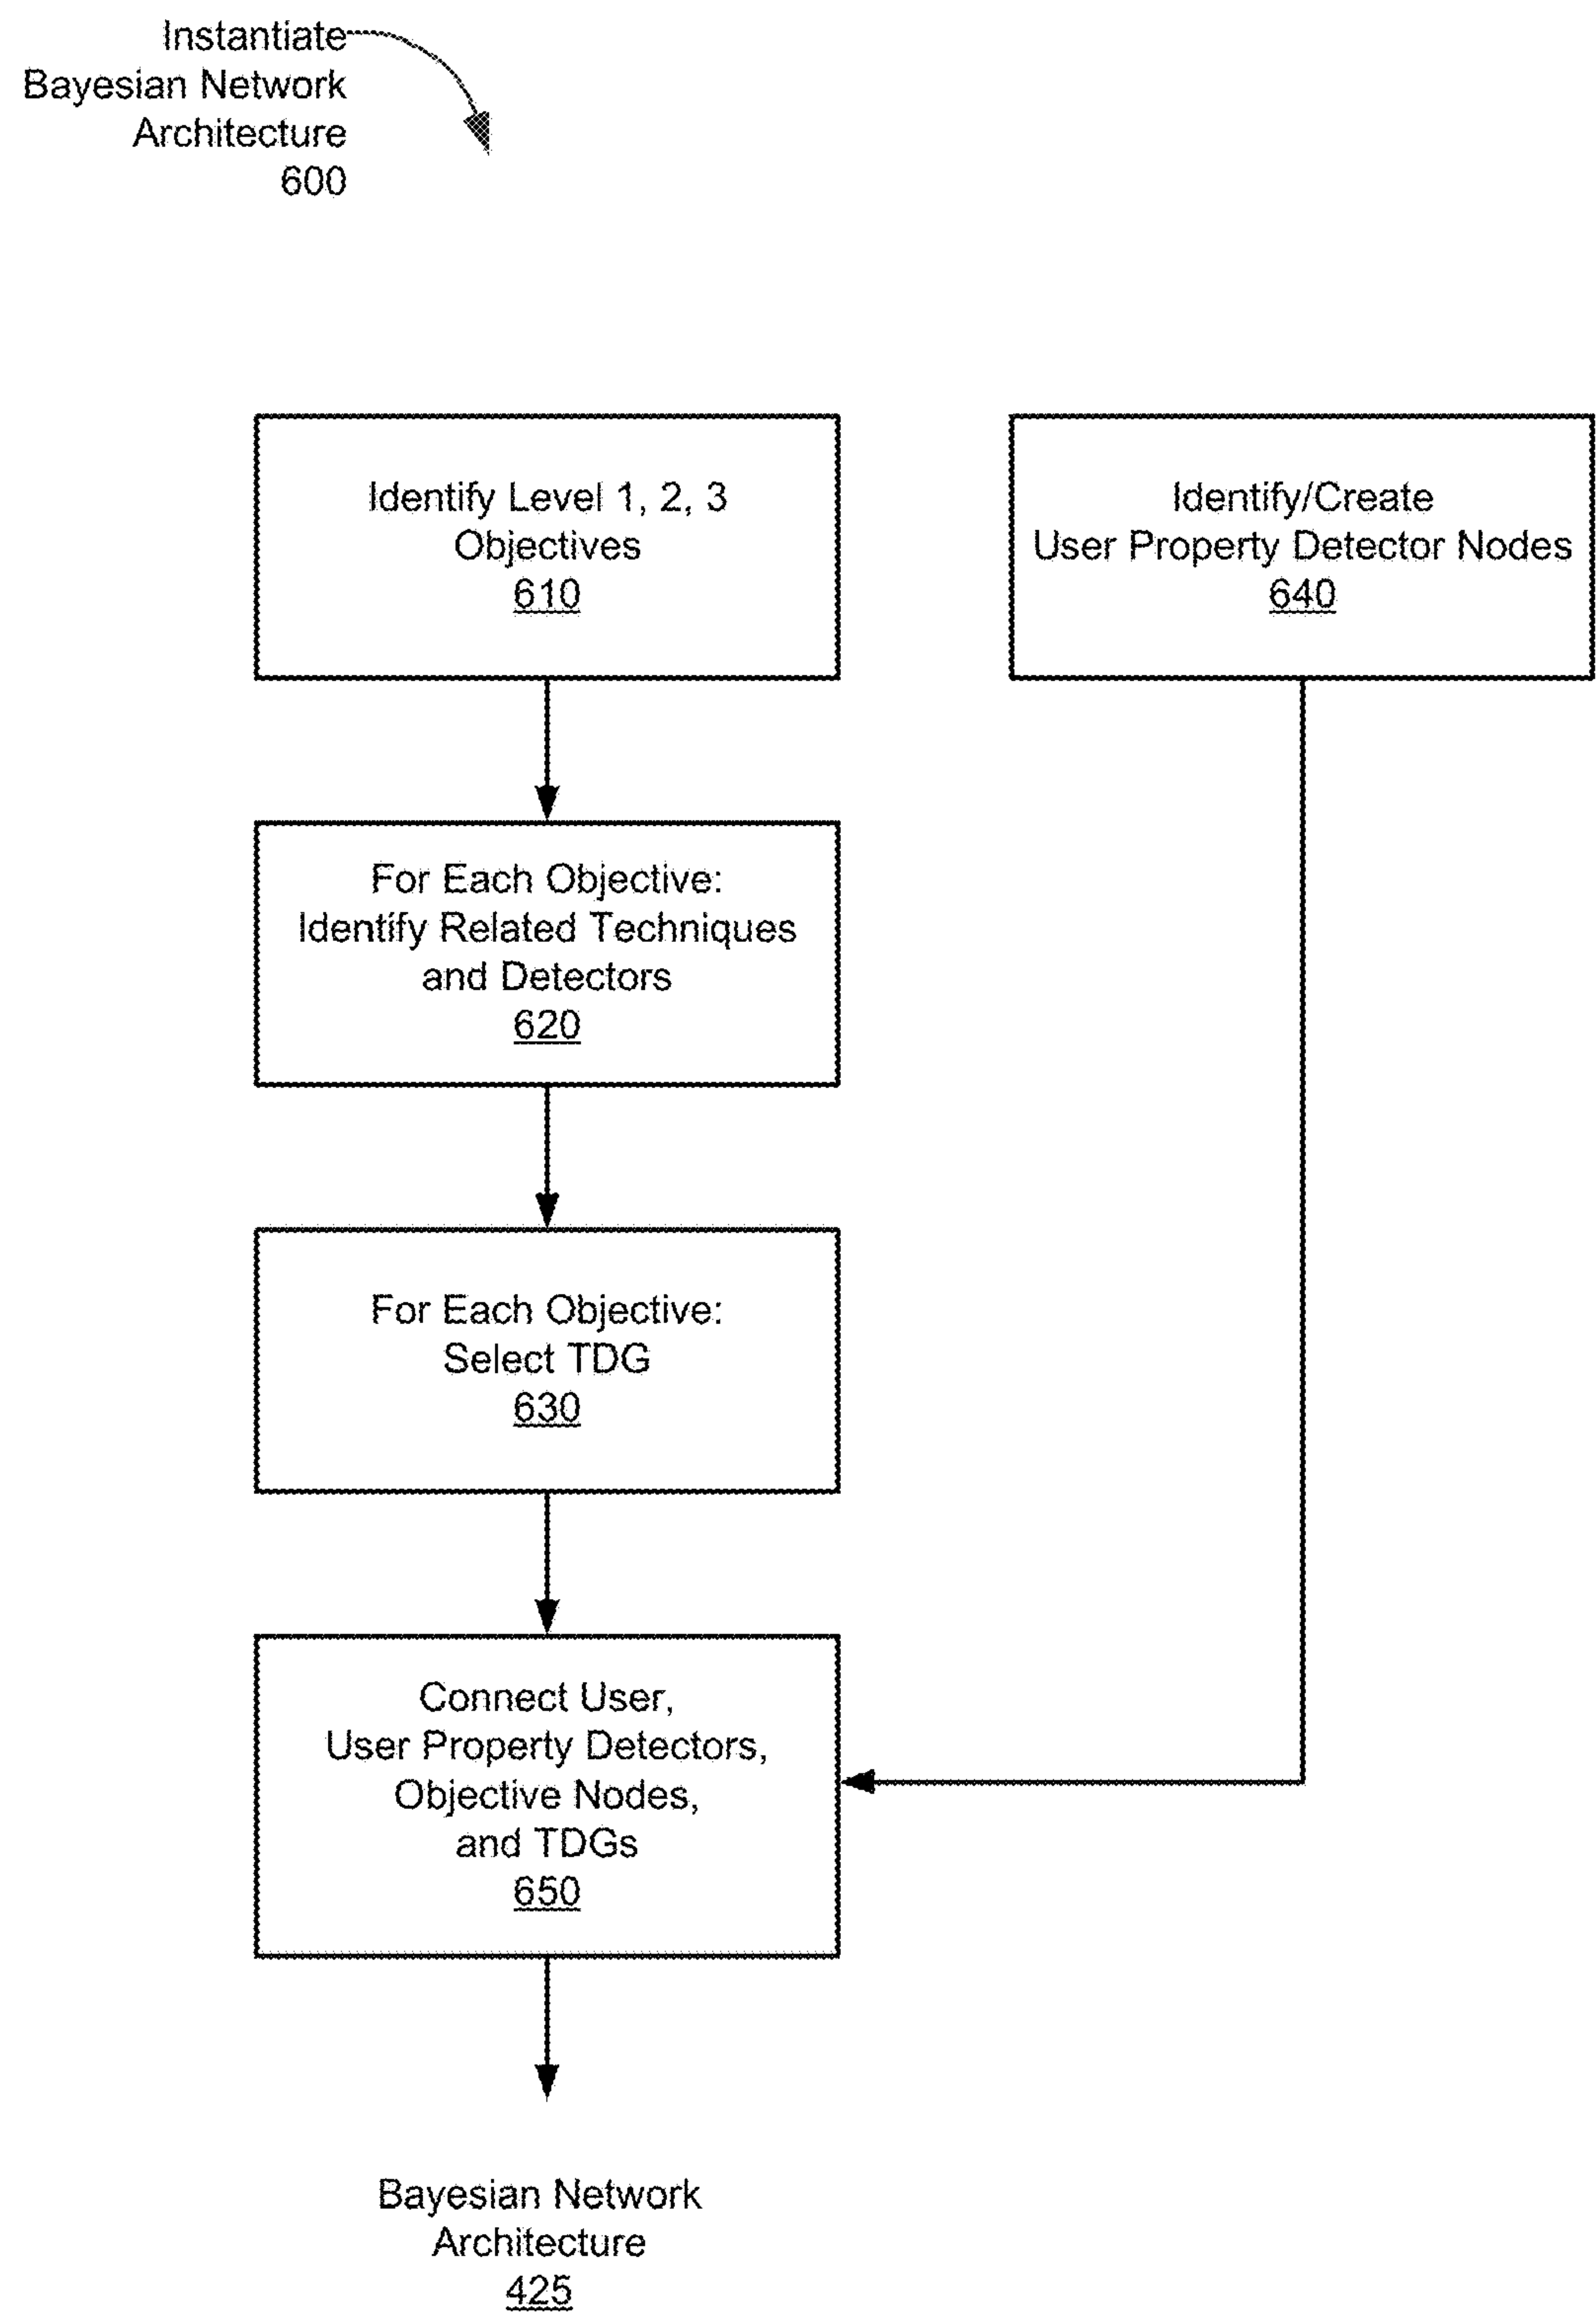 Instantiate
Bayesian Network
Architecture
600
Identify Level 1, 2, 3
Objectives
610
Identify/Create
User Property Detector Nodes
640
For Each Objective:
Identify Related Techniques
and Detectors
620
For Each Objective:
Select TDG
630
Connect User,
User Property Detectors,
Objective Nodes,
and TDGs
650
Bayesian Network
Architecture
425